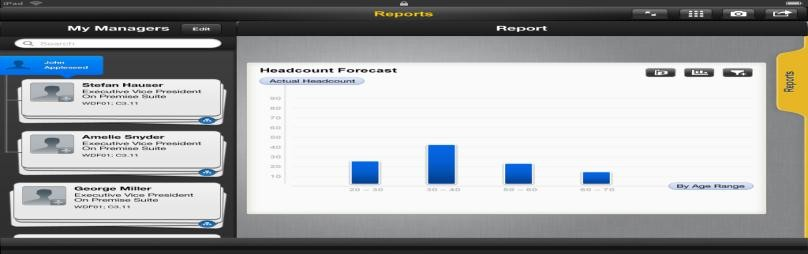 iPad
Reports
My Managers
Edit
Report
Search
John
Appleseed
Stefan Hauser
Executive Vice President
On Premise Suite
WDF01; C3.11
Amelie Snyder
Executive Vice President
On Premise Suite
WDF01; C3.11
George Miller
Executive Vice President
On Premise Suite
WDF01; C3.11
Headcount Forecast
Actual Headcount
90
80
70
60
50
40
30
20
10
20 – 30
30 – 40
50 – 60
60 – 70
By Age Range
Reports